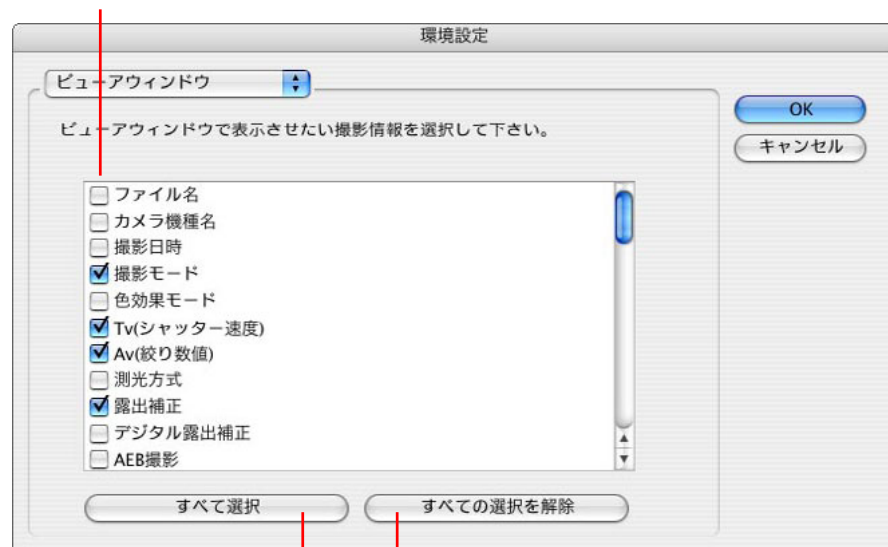 環境設定
ビューアウィンドウ
OK
ビューアウィンドウで表示させたい撮影情報を選択して下さい。
キャンセル
ファイル名
カメラ機種名
撮影日時
撮影モード
色効果モード
Tv(シャッター速度)
Av(絞り数値)
測光方式
露出補正
デジタル露出補正
AEB撮影
すべて選択
すべての選択を解除